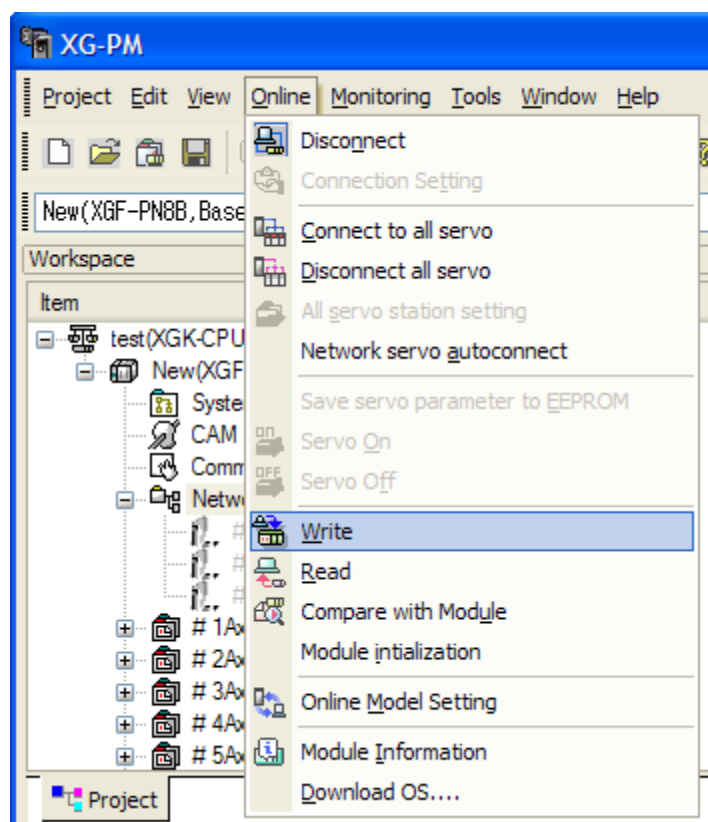 XG-PM
Project Edit View Online Monitoring Tools Window Help
Disconnect
Connection Setting
New(XGF-PN8B,Base
Connect to all servo
Workspace
Disconnect all servo
Item
All servo station setting
test(XGK-CPU
Network servo autoconnect
New(XGF
Syste
Save servo parameter to EEPROM
CAM
Servo On
Comm
Servo Off
Netwo
Write
#
Read
#
Compare with Module
#
Module intialization
# 1Ax
# 2Ax
Online Model Setting
# 3Ax
# 4Ax
Module Information
# 5Ax
Download OS....
Project